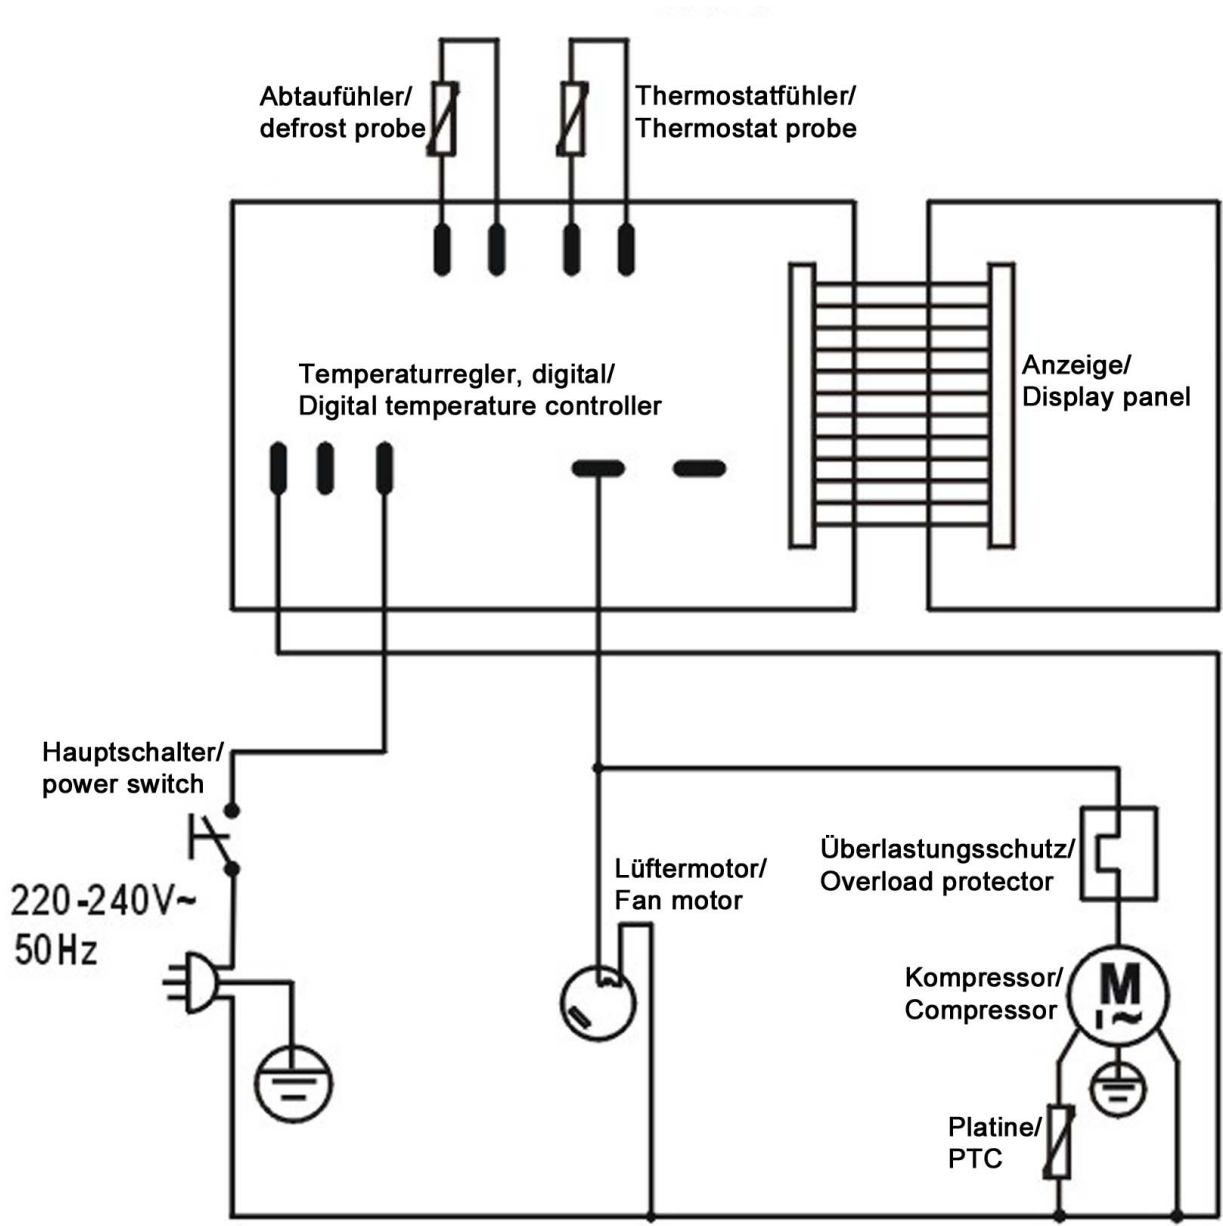 Abtaufühler/
defrost probe
Thermostatfühler/
Thermostat probe
Temperaturregler, digital/
Digital temperature controller
Anzeige/
Display panel
Hauptschalter/
power switch
220-240V~
50Hz
Lüftermotor/
Fan motor
Überlastungsschutz/
Overload protector
Kompressor/
Compressor
M
I~
Platine/
PTC